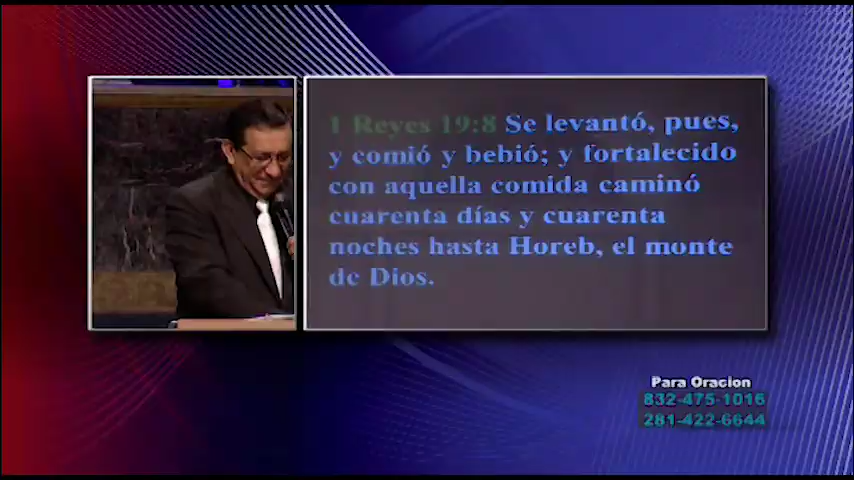 1 Reyes 19:8 Se levantó, pues,
y comió y bebió; y fortalecido
con aquella comida caminó
cuarenta días y cuarenta
noches hasta Horeb, el monte
de Dios.
Para Oracion
832-475-1016
281-422-6644